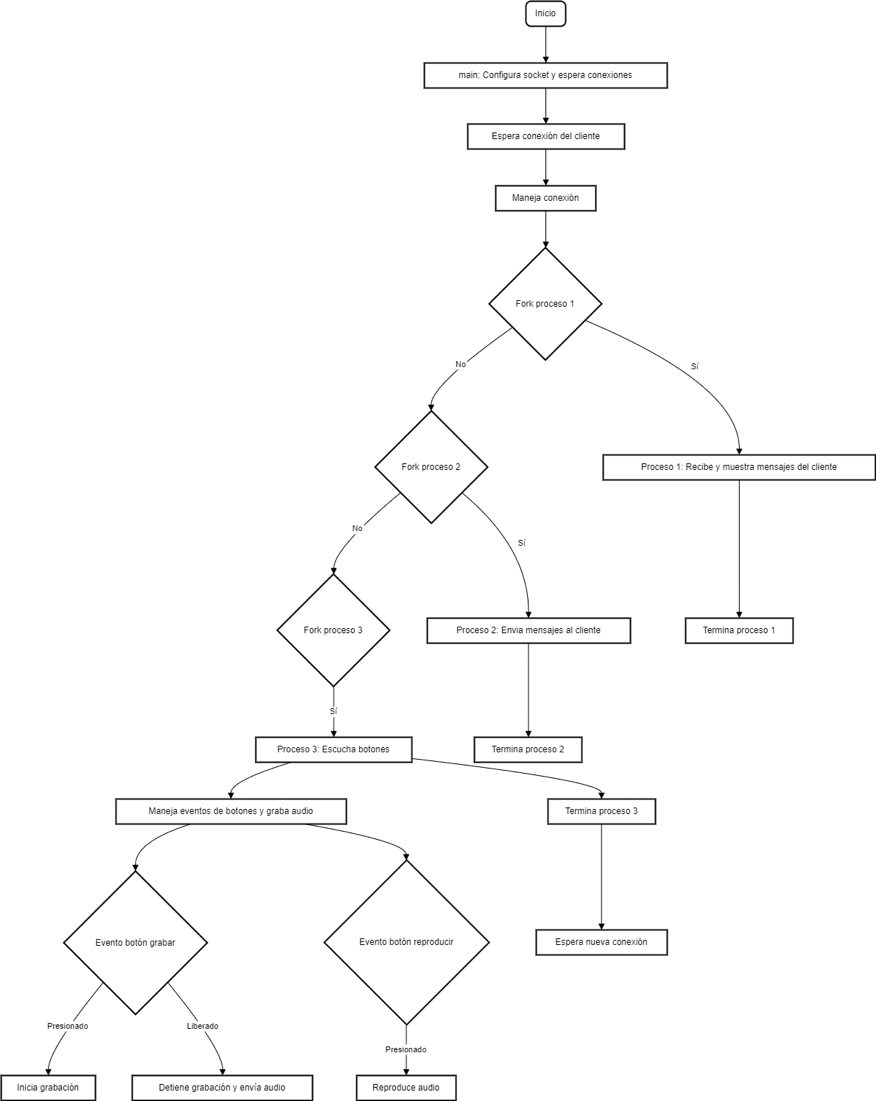 Inicio
main: Configura socket y espera conexiones
Espera conexión del cliente
Maneja conexión
Fork proceso 1
No
Sí
Fork proceso 2
Proceso 1: Recibe y muestra mensajes del cliente
No
Sí
Fork proceso 3
Proceso 2: Envia mensajes al cliente
Termina proceso 1
Sí
Proceso 3: Escucha botones
Termina proceso 2
Maneja eventos de botones y graba audio
Termina proceso 3
Evento botón grabar
Evento botón reproducir
Espera nueva conexión
Presionado
Liberado
Presionado
Inicia grabación
Detiene grabación y envía audio
Reproduce audio